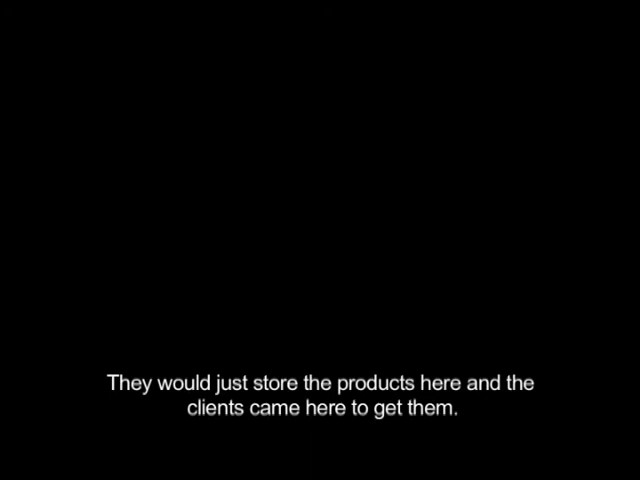 They would just store the products here and the
clients came here to get them.